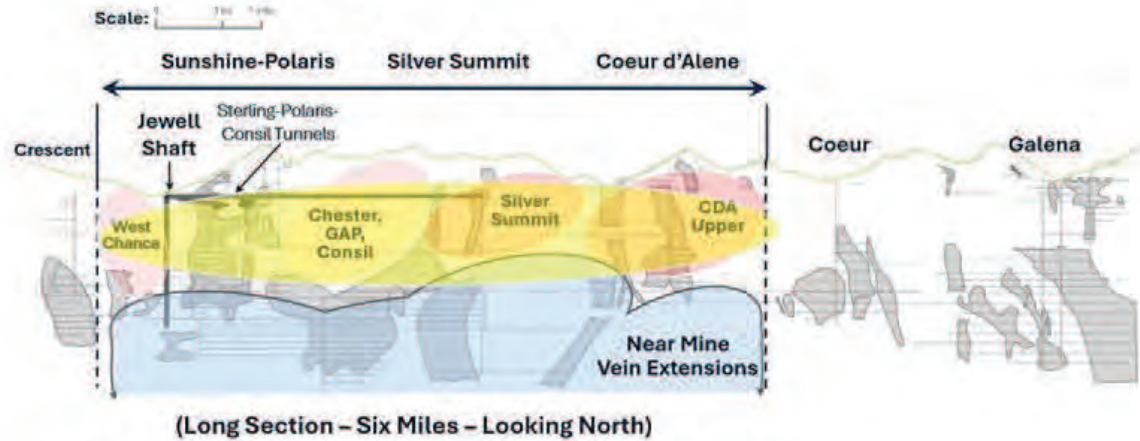 Scale:
Sunshine-Polaris
Silver Summit
Coeur d'Alene
Jewell
Shaft
Sterling-Polaris-
Consil Tunnels
Crescent
Coeur
Galena
West
Chance
Chester,
GAP,
Consil
Silver
Summit
CDA
Upper
Near Mine
Vein Extensions
(Long Section – Six Miles – Looking North)